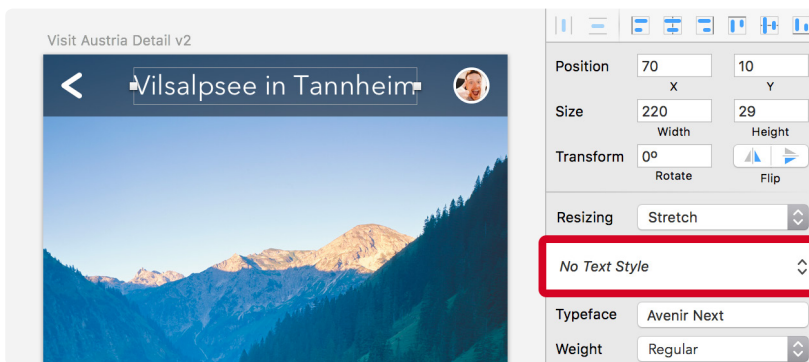 Visit Austria Detail v2
Vilsalpsee in Tannheim
Position 70 10
X Y
Size 220 29
Width Height
Transform 0º
Rotate Flip
Resizing Stretch
No Text Style
Typeface Avenir Next
Weight Regular